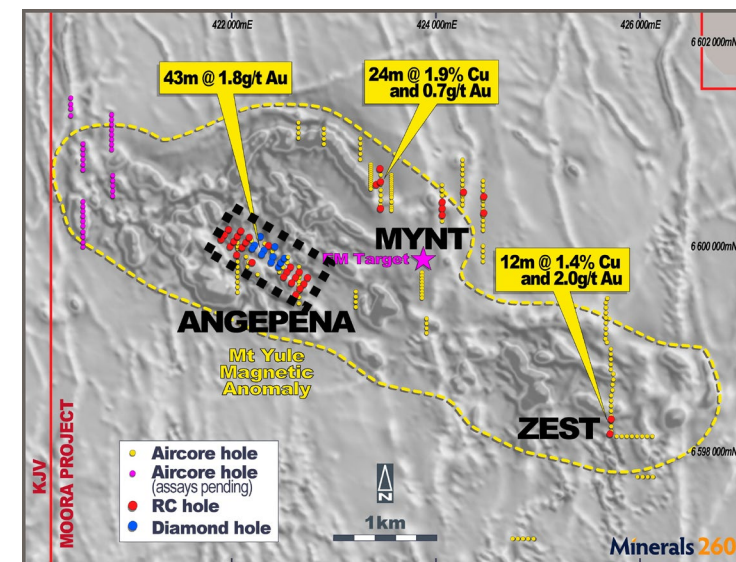 422 000mE
424 000mE
426 000mE
6 602 000mN
43m @ 1.8g/t Au
24m @ 1.9% Cu
and 0.7g/t Au
MYNT
EM Target
6 600 000mN
12m @ 1.4% Cu
and 2.0g/t Au
ANGEPENA
Mt Yule
Magnetic
Anomaly
ZEST
6 598 000mN
KJV
MOORA PROJECT
Aircore hole
Aircore hole
(assays pending)
RC hole
Diamond hole
N
1km
Minerals 260